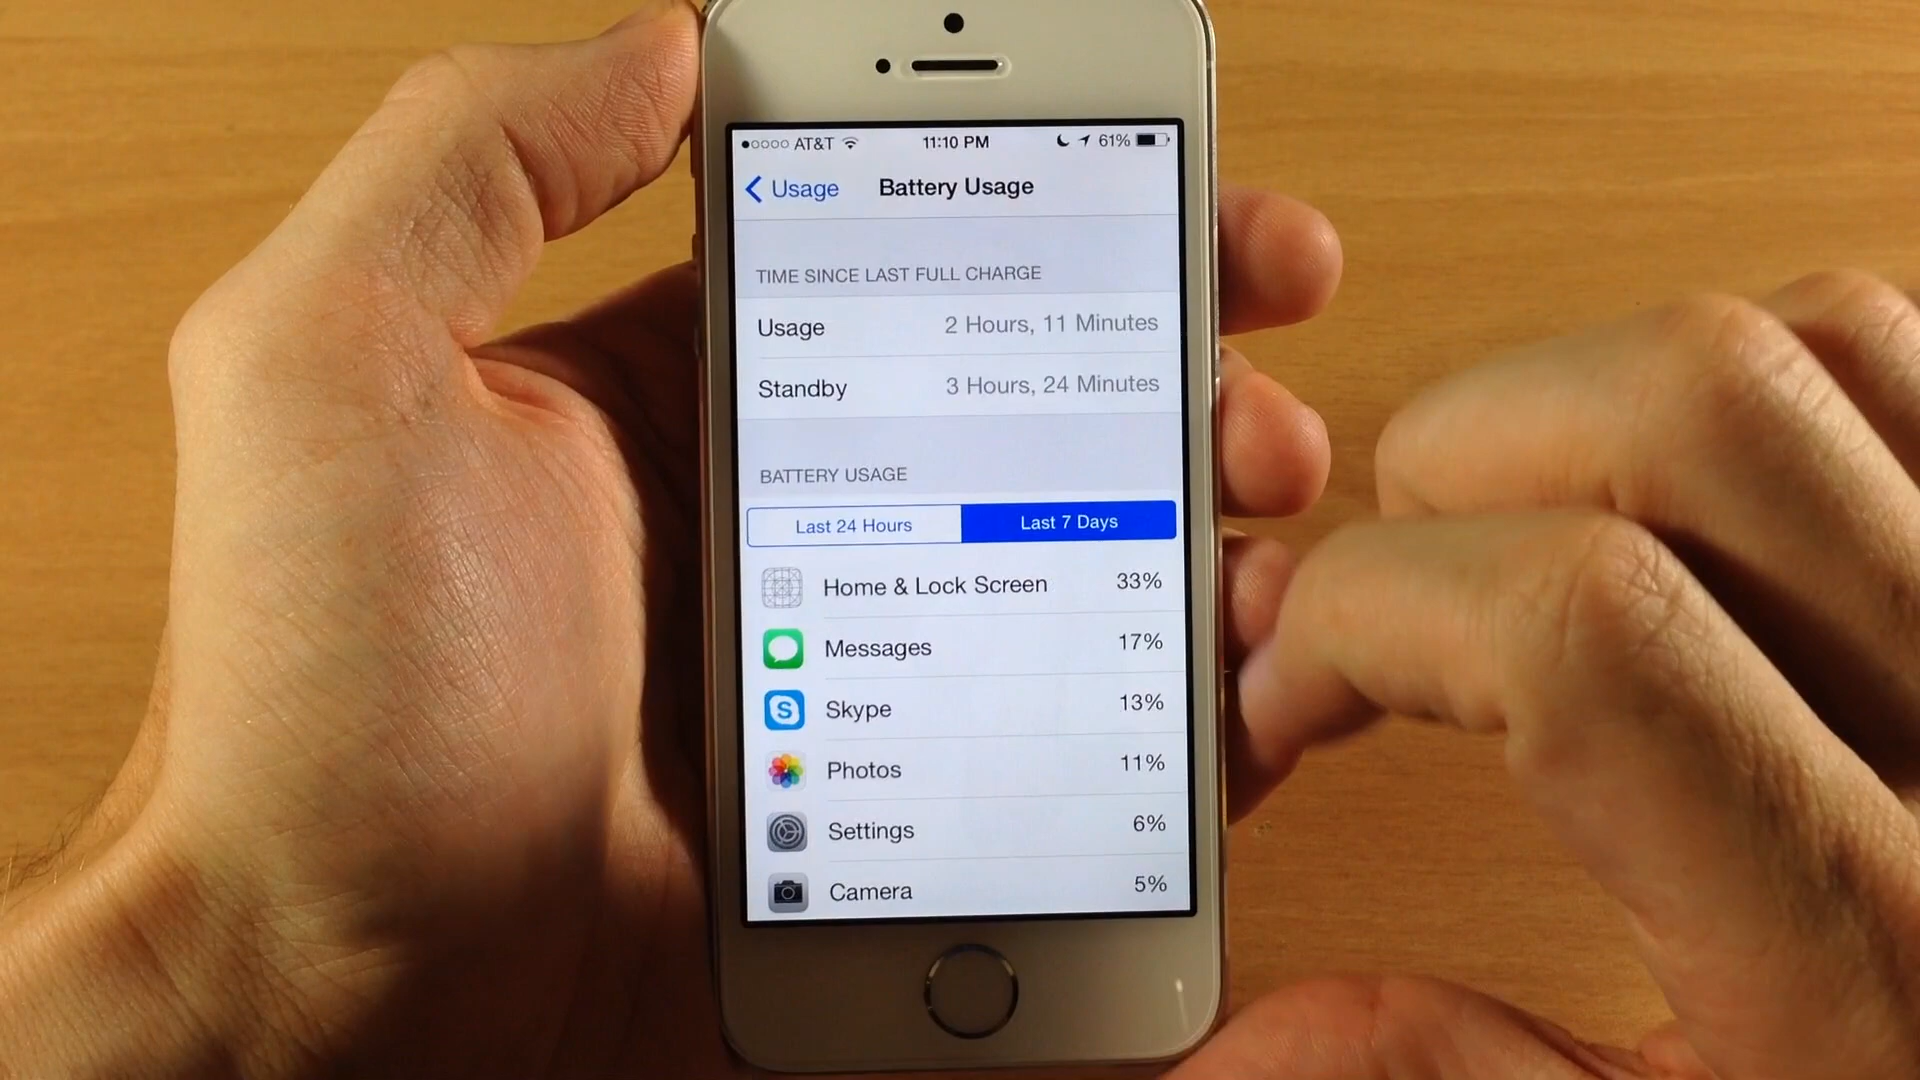 AT&T 11:10 PM 61%
Usage Battery Usage
TIME SINCE LAST FULL CHARGE
Usage 2 Hours, 11 Minutes
Standby 3 Hours, 24 Minutes
BATTERY USAGE
Last 24 Hours Last 7 Days
Home & Lock Screen 33%
Messages 17%
S Skype 13%
Photos 11%
Settings 6%
Camera 5%